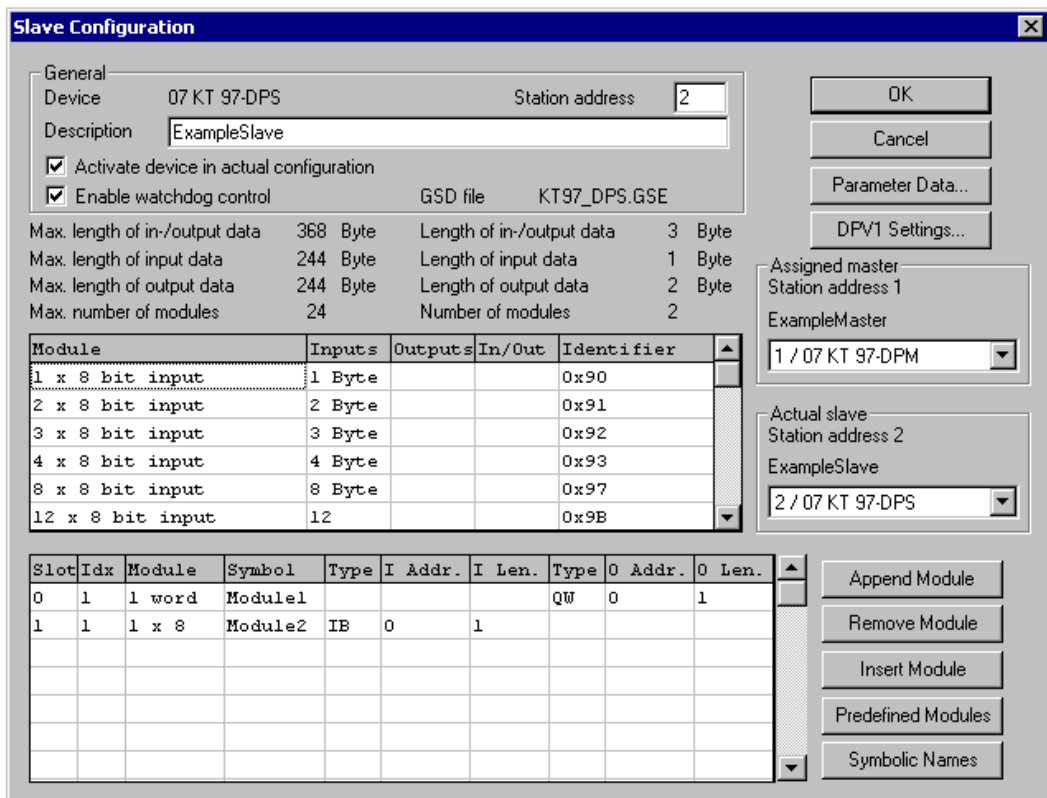 Slave Configuration
General
Device 07 KT 97-DPS Station address 2
Description ExampleSlave
Activate device in actual configuration
Enable watchdog control GSD file KT97_DPS.GSE
OK
Cancel
Parameter Data...
DPV1 Settings...
Max. length of in-/output data 368 Byte Length of in-/output data 3 Byte
Max. length of input data 244 Byte Length of input data 1 Byte
Max. length of output data 244 Byte Length of output data 2 Byte
Max. number of modules 24 Number of modules 2
Assigned master
Station address 1
ExampleMaster
1 / 07 KT 97-DPM
Module Inputs Outputs In/Out Identifier
1 x 8 bit input 1 Byte 0x90
2 x 8 bit input 2 Byte 0x91
3 x 8 bit input 3 Byte 0x92
4 x 8 bit input 4 Byte 0x93
8 x 8 bit input 8 Byte 0x97
12 x 8 bit input 12 0x9B
Actual slave
Station address 2
ExampleSlave
2 / 07 KT 97-DPS
Slot Idx Module Symbol Type I Addr. I Len. Type O Addr. O Len.
0 1 1 word Module1 QW 0 1
1 1 1 x 8 Module2 IB 0 1
Append Module
Remove Module
Insert Module
Predefined Modules
Symbolic Names